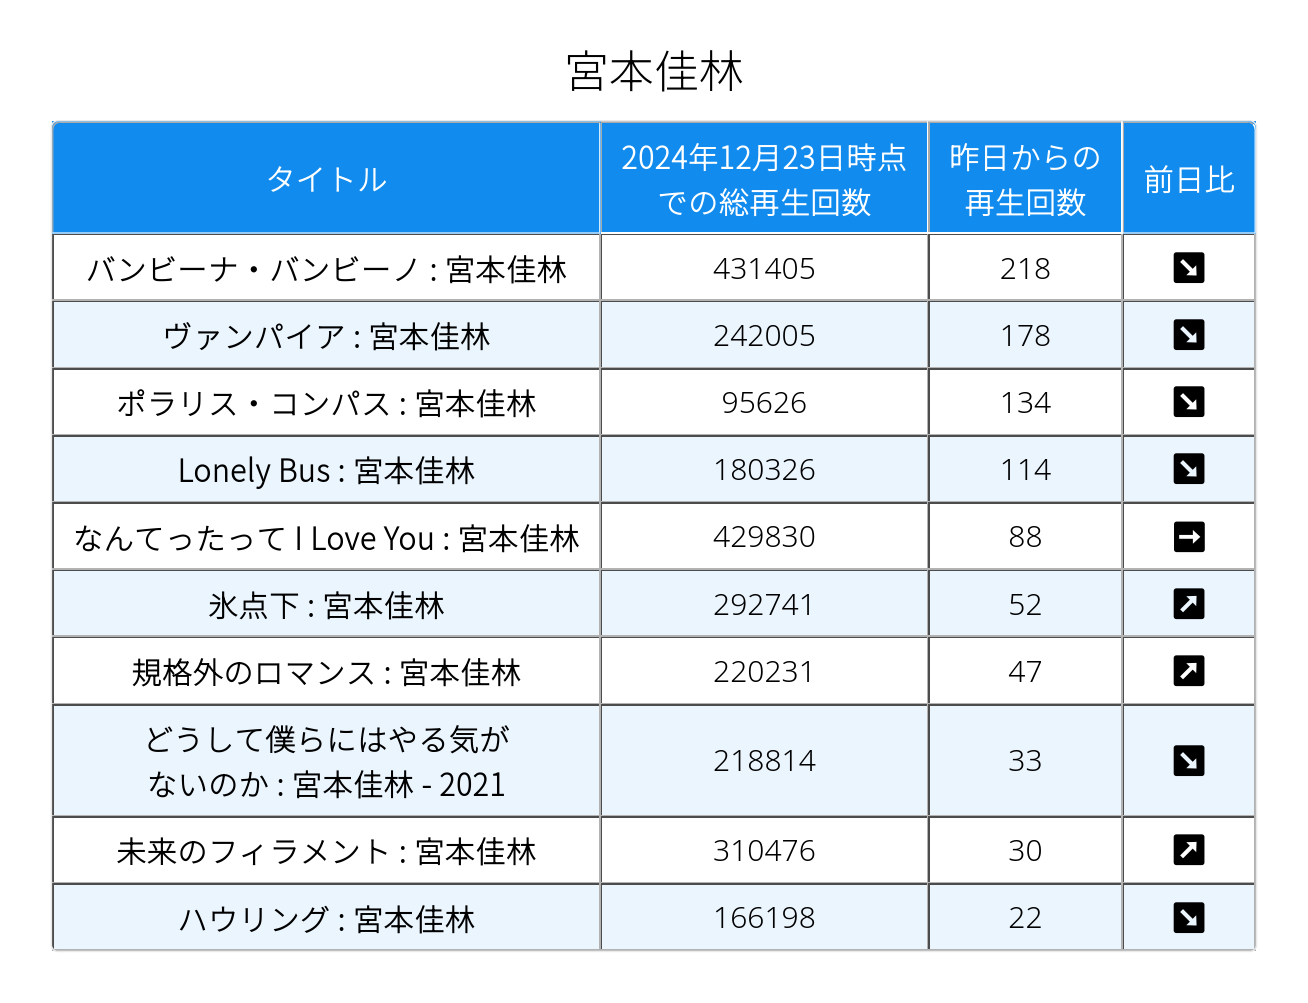 宮本佳林
タイトル
2024年12月23日時点
での総再生回数
昨日からの
再生回数
前日比
バンビーナ・バンビーノ : 宮本佳林
431405
218
ヴァンパイア : 宮本佳林
242005
178
ポラリス・コンパス : 宮本佳林
95626
134
Lonely Bus : 宮本佳林
180326
114
なんてったって I Love You : 宮本佳林
429830
88
氷点下 : 宮本佳林
292741
52
規格外のロマンス : 宮本佳林
220231
47
どうして僕らにはやる気が
ないのか : 宮本佳林 - 2021
218814
33
未来のフィラメント : 宮本佳林
310476
30
ハウリング : 宮本佳林
166198
22